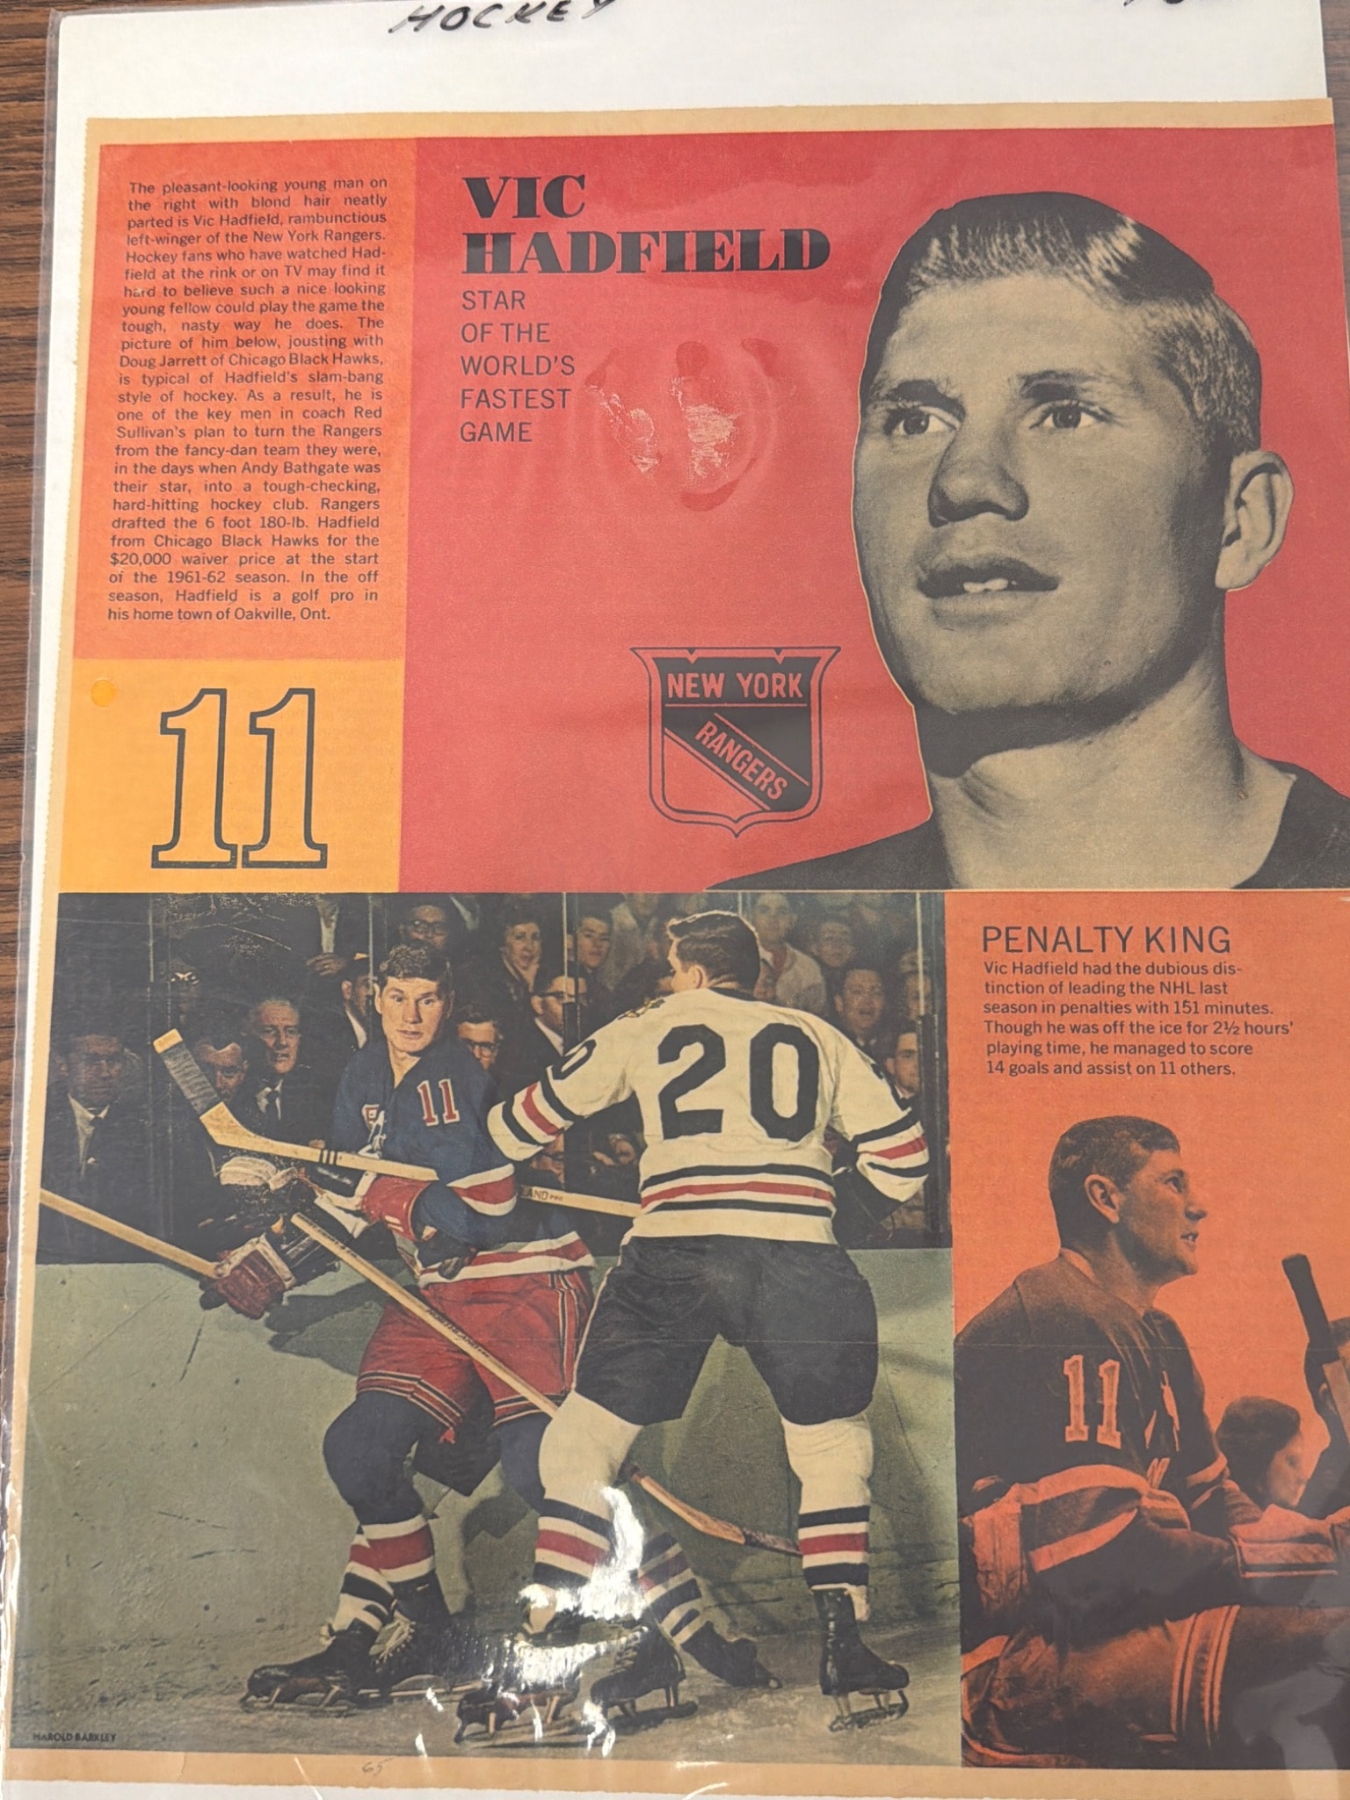 HOCKEY
The pleasant-looking young man on
the right with blond hair neatly
parted is Vic Hadfield, rambunctious
left-winger of the New York Rangers.
Hockey fans who have watched Had-
field at the rink or on TV may find it
hard to believe such a nice looking
young fellow could play the game the
tough, nasty way he does. The
picture of him below, jousting with
Doug Jarrett of Chicago Black Hawks,
is typical of Hadfield's slam-bang
style of hockey. As a result, he is
one of the key men in coach Red
Sullivan's plan to turn the Rangers
from the fancy-dan team they were,
in the days when Andy Bathgate was
their star, into a tough-checking,
hard-hitting hockey club. Rangers
drafted the 6 foot 180-lb. Hadfield
from Chicago Black Hawks for the
$20,000 waiver price at the start
of the 1961-62 season. In the off
season, Hadfield is a golf pro in
his home town of Oakville, Ont.
VIC
HADFIELD
STAR
OF THE
WORLD'S
FASTEST
GAME
NEW YORK
RANGERS
11
PENALTY KING
Vic Hadfield had the dubious dis-
tinction of leading the NHL last
season in penalties with 151 minutes.
Though he was off the ice for 2½ hours'
playing time, he managed to score
14 goals and assist on 11 others.
11
20
11
HAROLD BARKLEY
65